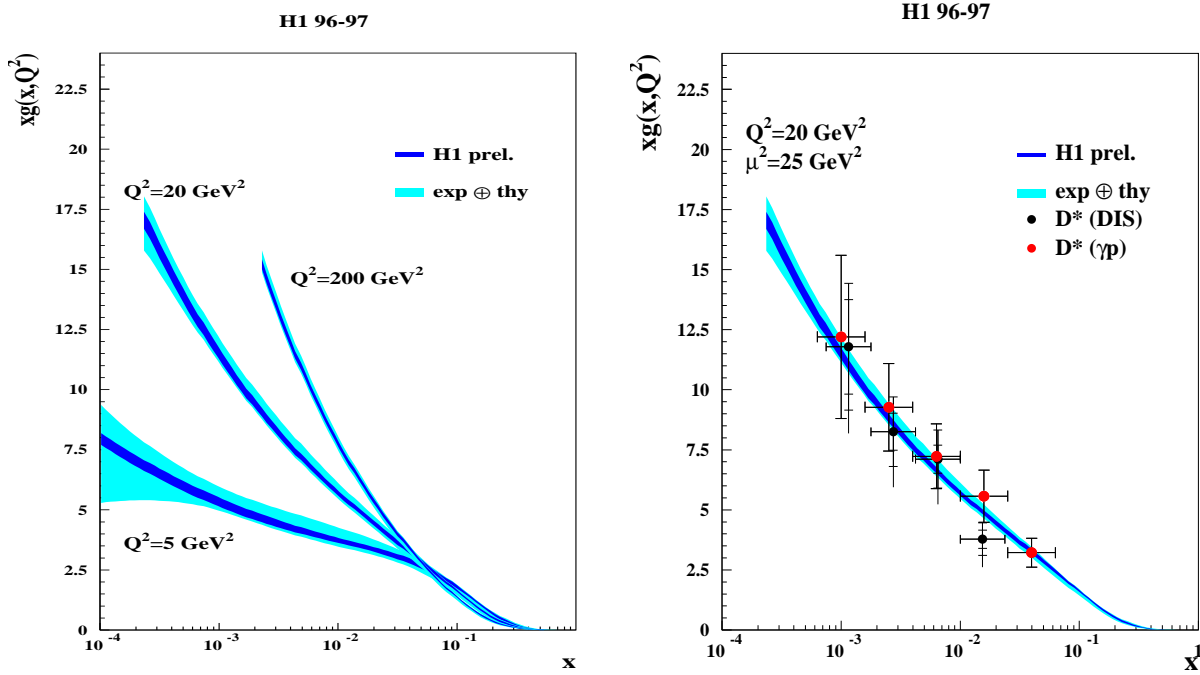 H1 96-97
xg(x,Q²)
22.5
20
17.5
15
12.5
10
7.5
5
2.5
0
H1 prel.
exp ⊕ thy
Q²=20 GeV²
Q²=200 GeV²
Q²=5 GeV²
10⁻⁴ 10⁻³ 10⁻² 10⁻¹
x
H1 96-97
xg(x,Q²)
22.5
20
17.5
15
12.5
10
7.5
5
2.5
0
Q²=20 GeV²
μ²=25 GeV²
H1 prel.
exp ⊕ thy
D* (DIS)
D* (γp)
10⁻⁴ 10⁻³ 10⁻² 10⁻¹ 1
x